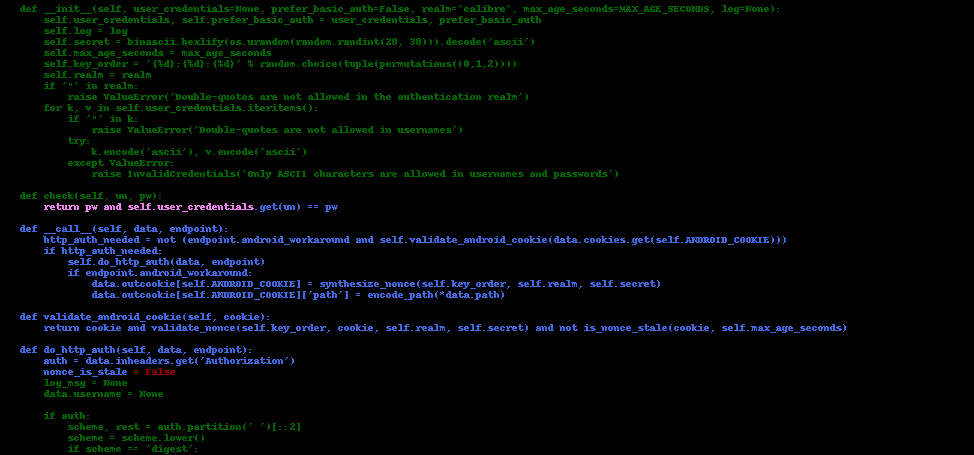 def __init__(self, user_credentials=None, prefer_basic_auth=False, realm='calibre', max_age_seconds=MAX_AGE_SECONDS, log=None):
self.user_credentials, self.prefer_basic_auth = user_credentials, prefer_basic_auth
self.log = log
self.secret = binascii.hexlify(os.urandom(random.randint(20, 30))).decode('ascii')
self.max_age_seconds = max_age_seconds
self.key_order = '{%d}:{%d}:{%d}' % random.choice(tuple(permutations((0,1,2))))
self.realm = realm
if '"' in realm:
raise ValueError('Double-quotes are not allowed in the authentication realm')
for k, v in self.user_credentials.iteritems():
if '"' in k:
raise ValueError('Double-quotes are not allowed in usernames')
try:
k.encode('ascii'), v.encode('ascii')
except ValueError:
raise InvalidCredentials('Only ASCII characters are allowed in usernames and passwords')
def check(self, un, pw):
return pw and self.user_credentials.get(un) == pw
def __call__(self, data, endpoint):
http_auth_needed = not (endpoint.android_workaround and self.validate_android_cookie(data.cookies.get(self.ANDROID_COOKIE)))
if http_auth_needed:
self.do_http_auth(data, endpoint)
if endpoint.android_workaround:
data.outcookie[self.ANDROID_COOKIE] = synthesize_nonce(self.key_order, self.realm, self.secret)
data.outcookie[self.ANDROID_COOKIE]['path'] = encode_path(*data.path)
def validate_android_cookie(self, cookie):
return cookie and validate_nonce(self.key_order, cookie, self.realm, self.secret) and not is_nonce_stale(cookie, self.max_age_seconds)
def do_http_auth(self, data, endpoint):
auth = data.inheaders.get('Authorization')
nonce_is_stale = False
log_msg = None
data.username = None
if auth:
scheme, rest = auth.partition(' ')[::2]
scheme = scheme.lower()
if scheme == 'digest':